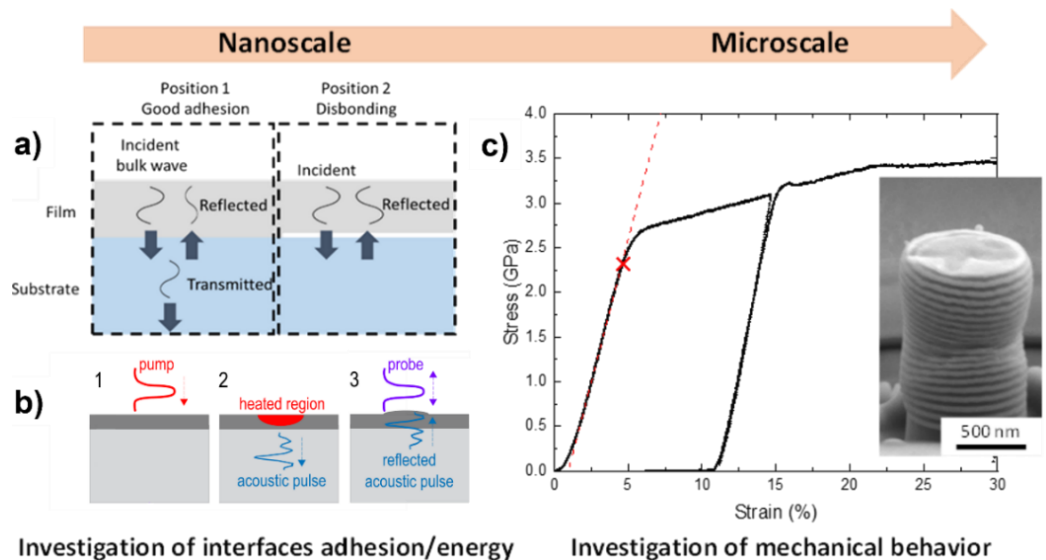 Nanoscale
Microscale
Position 1
Good adhesion
Position 2
Disbonding
a)
Incident
bulk wave
Reflected
Incident
Reflected
Film
Substrate
Transmitted
b)
1
pump
2
heated region
acoustic pulse
3
probe
reflected
acoustic pulse
c)
4.0
3.5
3.0
2.5
2.0
1.5
1.0
0.5
0.0
Stress (GPa)
0
5
10
15
20
25
30
Strain (%)
500 nm
Investigation of interfaces adhesion/energy
Investigation of mechanical behavior